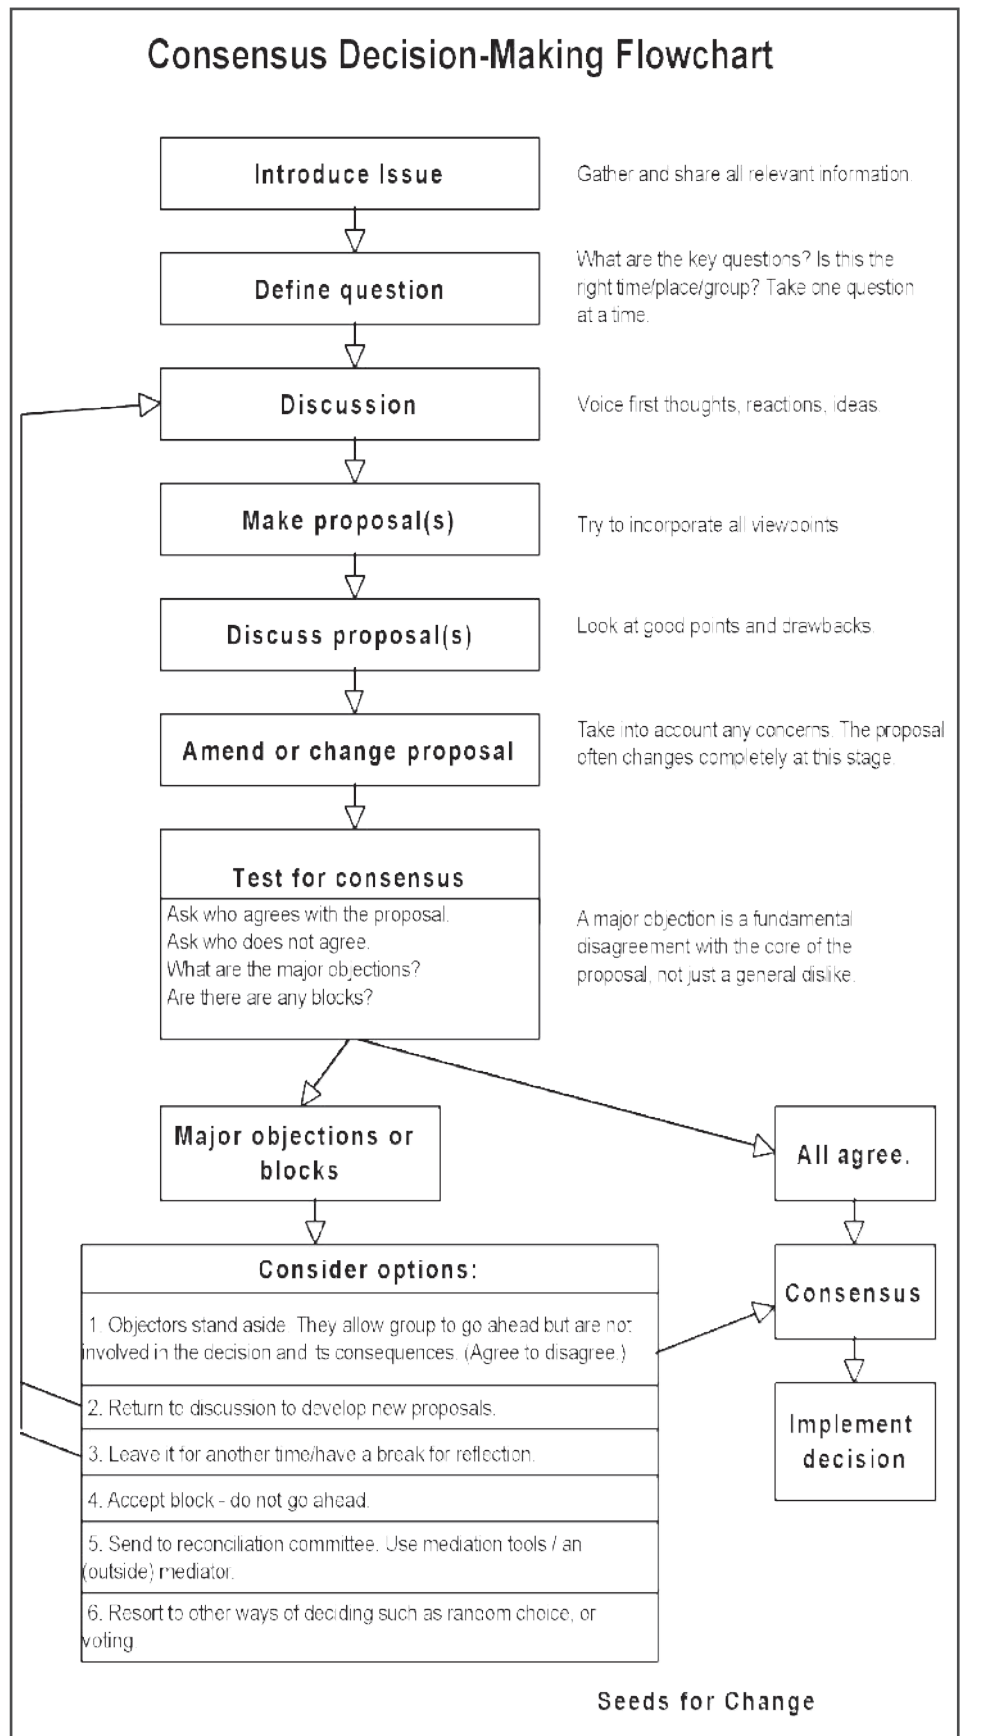 Consensus Decision-Making Flowchart
Introduce Issue
Gather and share all relevant information.
Define question
What are the key questions? Is this the
right time/place/group? Take one question
at a time.
Discussion
Voice first thoughts, reactions, ideas.
Make proposal(s)
Try to incorporate all viewpoints
Discuss proposal(s)
Look at good points and drawbacks.
Amend or change proposal
Take into account any concerns. The proposal
often changes completely at this stage.
Test for consensus
Ask who agrees with the proposal.
Ask who does not agree.
What are the major objections?
Are there are any blocks?
A major objection is a fundamental
disagreement with the core of the
proposal, not just a general dislike.
Major objections or
blocks
All agree.
Consider options:
1. Objectors stand aside. They allow group to go ahead but are not
involved in the decision and its consequences. (Agree to disagree.)
2. Return to discussion to develop new proposals.
3. Leave it for another time/have a break for reflection.
4. Accept block - do not go ahead.
5. Send to reconciliation committee. Use mediation tools / an
(outside) mediator.
6. Resort to other ways of deciding such as random choice, or
voting
Consensus
Implement
decision
Seeds for Change